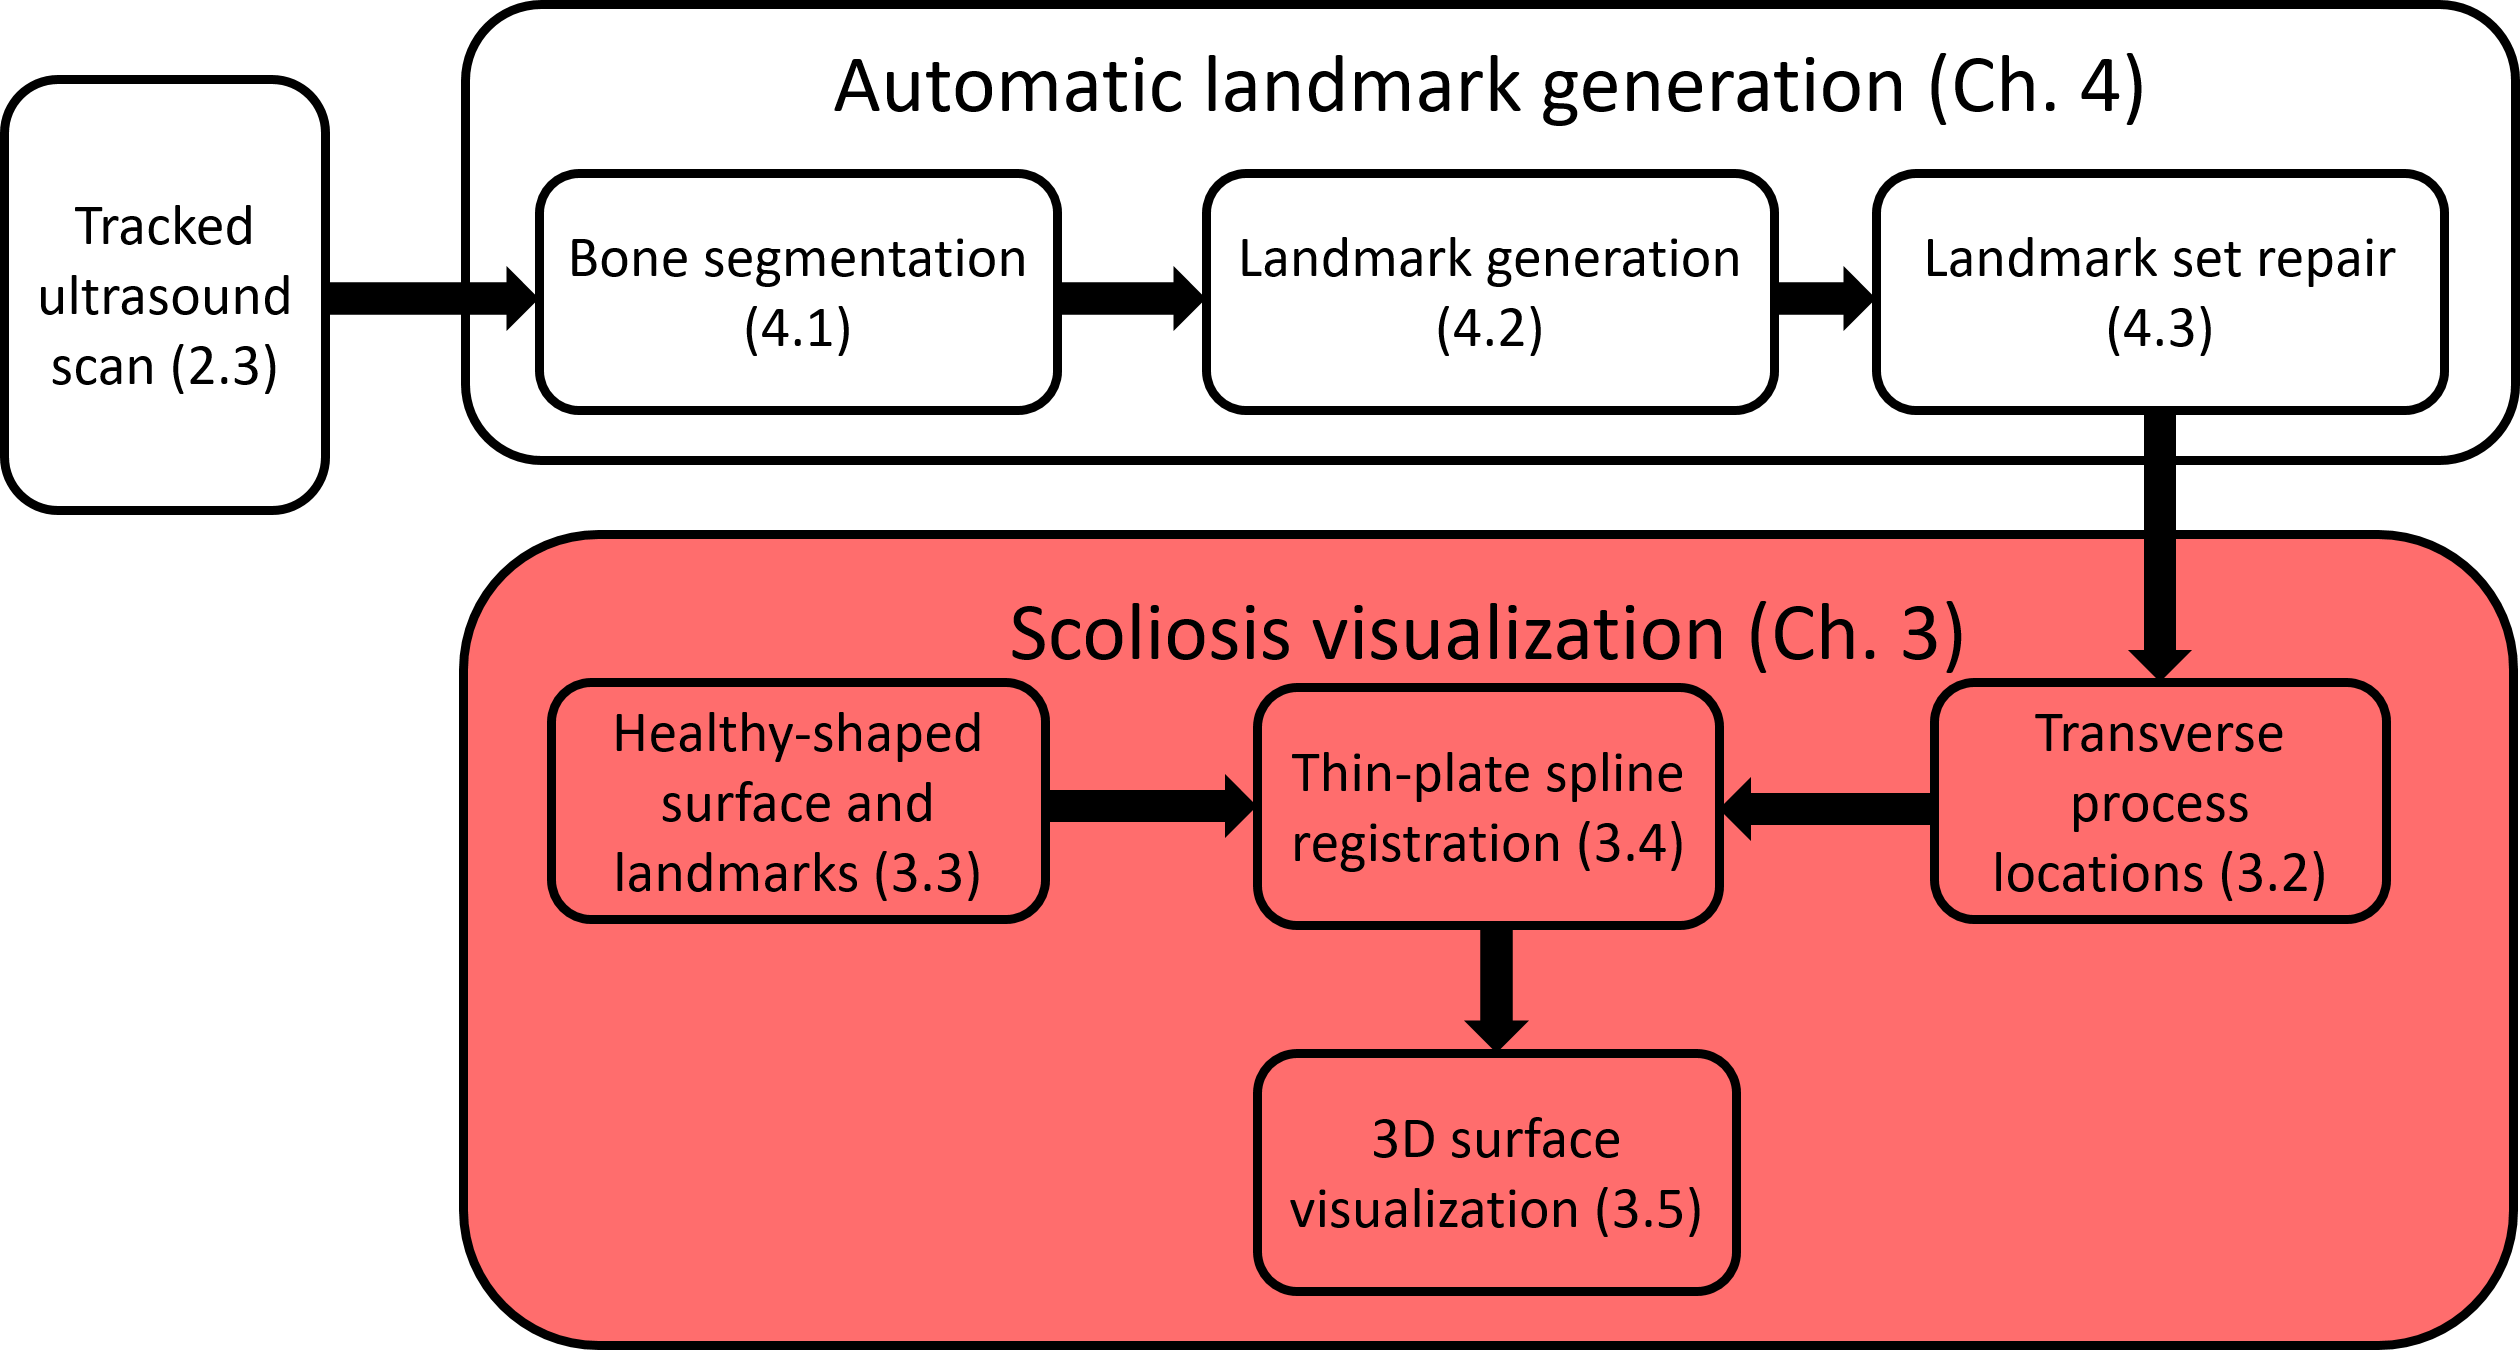 Automatic landmark generation (Ch. 4)
Tracked
ultrasound
scan (2.3)
Bone segmentation
(4.1)
Landmark generation
(4.2)
Landmark set repair
(4.3)
Scoliosis visualization (Ch. 3)
Healthy-shaped
surface and
landmarks (3.3)
Thin-plate spline
registration (3.4)
Transverse
process
locations (3.2)
3D surface
visualization (3.5)